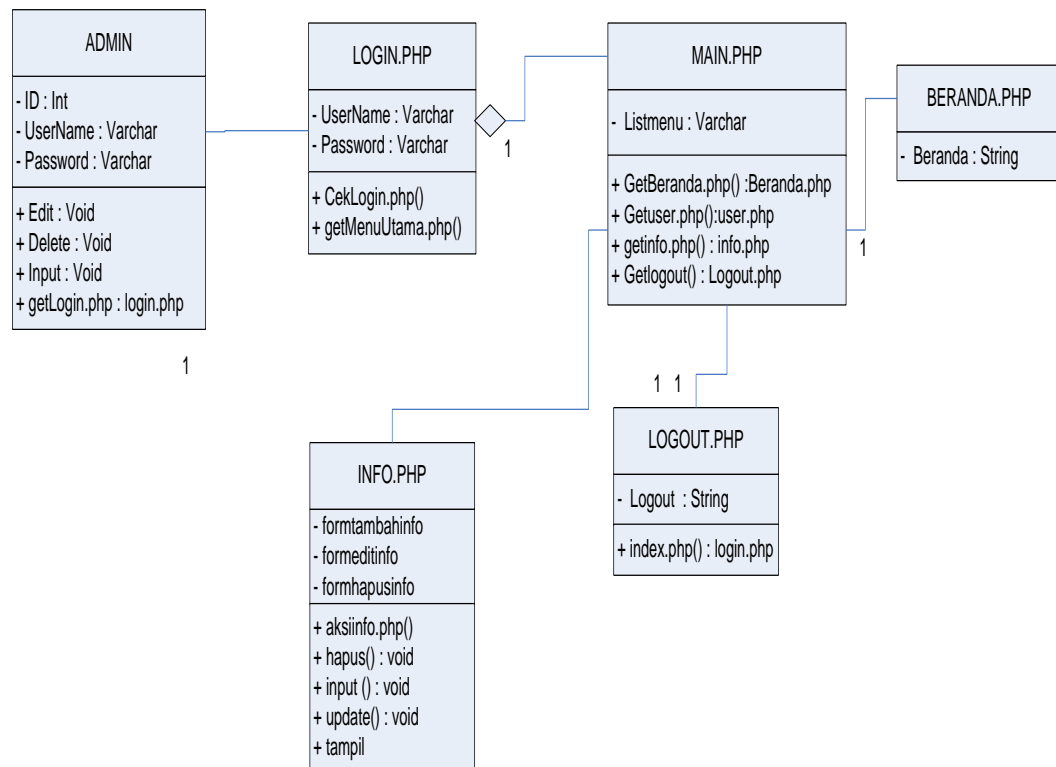 ADMIN
- ID : Int
- UserName : Varchar
- Password : Varchar
+ Edit : Void
+ Delete : Void
+ Input : Void
+ getLogin.php : login.php
1
LOGIN.PHP
- UserName : Varchar
- Password : Varchar
+ CekLogin.php()
+ getMenuUtama.php()
1
MAIN.PHP
- Listmenu : Varchar
+ GetBeranda.php() :Beranda.php
+ Getuser.php():user.php
+ getinfo.php() : info.php
+ Getlogout() : Logout.php
BERANDA.PHP
- Beranda : String
1
1 1
INFO.PHP
- formtambahinfo
- formeditinfo
- formhapusinfo
+ aksiinfo.php()
+ hapus() : void
+ input () : void
+ update() : void
+ tampil
LOGOUT.PHP
- Logout : String
+ index.php() : login.php